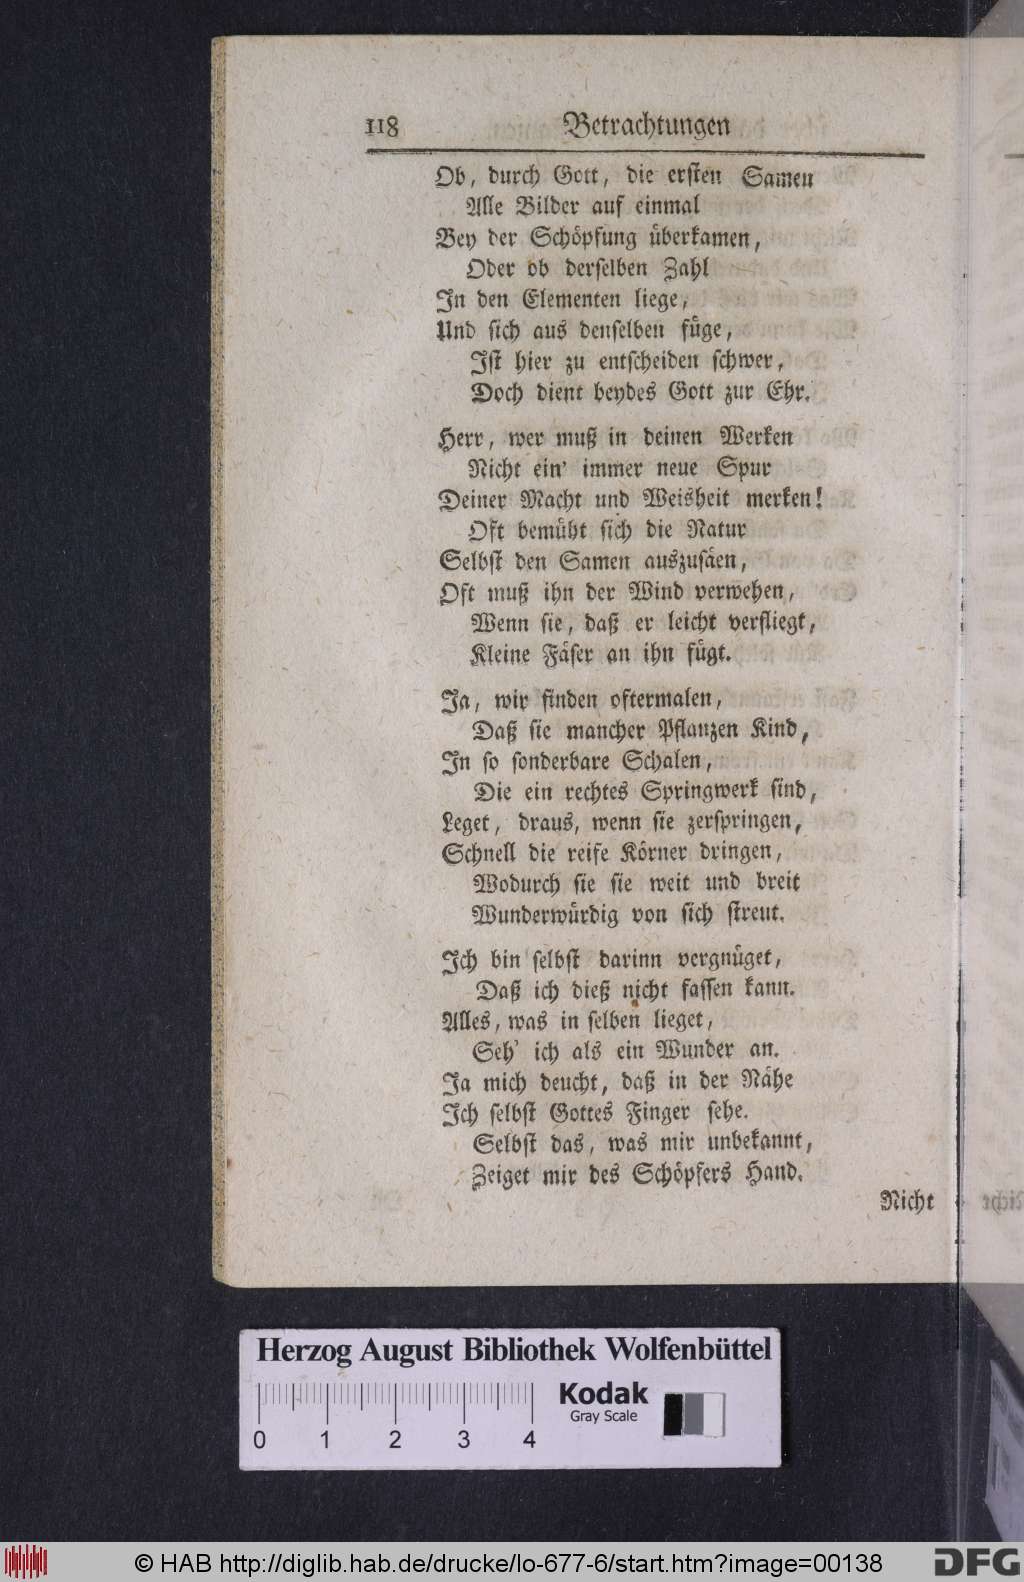 118 Betrachtungen
Ob, durch Gott, die ersten Samen
Alle Bilder auf einmal
Bey der Schöpfung überkamen,
Oder ob derselben Zahl
In den Elementen liege,
Und sich aus denselben füge,
Ist hier zu entscheiden schwer,
Doch dient beydes Gott zur Ehr.
Herr, wer muß in deinen Werken
Nicht ein' immer neue Spur
Deiner Macht und Weisheit merken!
Oft bemüht sich die Natur
Selbst den Samen auszusäen,
Oft muß ihn der Wind verwehen,
Wenn sie, daß er leicht verfliegt,
Kleine Fäser an ihn fügt.
Ja, wir finden oftermalen,
Daß sie mancher Pflanzen Kind,
In so sonderbare Schalen,
Die ein rechtes Springwerk sind,
Leget, draus, wenn sie zerspringen,
Schnell die reife Körner dringen,
Wodurch sie sie weit und breit
Wunderwürdig von sich streut.
Ich bin selbst darinn vergnüget,
Daß ich dieß nicht fassen kann.
Alles, was in selben lieget,
Seh' ich als ein Wunder an.
Ja mich deucht, daß in der Nähe
Ich selbst Gottes Finger sehe.
Selbst das, was mir unbekannt,
Zeiget mir des Schöpfers Hand.
Nicht
Herzog August Bibliothek Wolfenbüttel
Kodak
Gray Scale
0 1 2 3 4
© HAB http://diglib.hab.de/drucke/lo-677-6/start.htm?image=00138
DFG